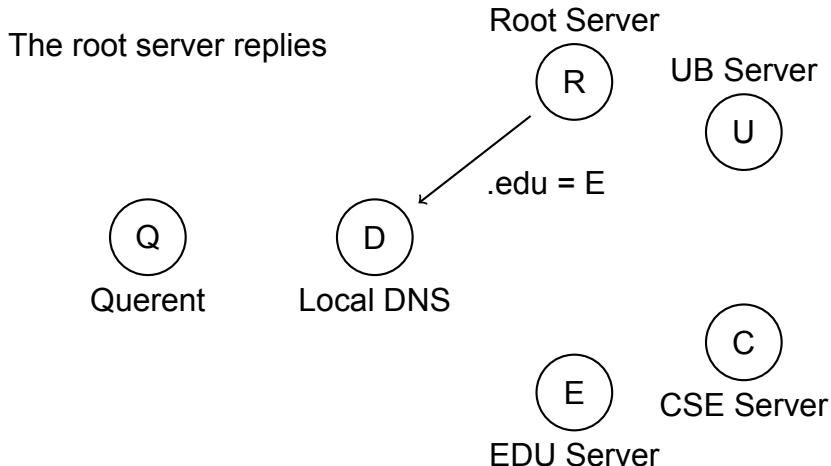 The root server replies
Root Server
R
UB Server
U
.edu = E
Q
Querent
D
Local DNS
C
CSE Server
E
EDU Server